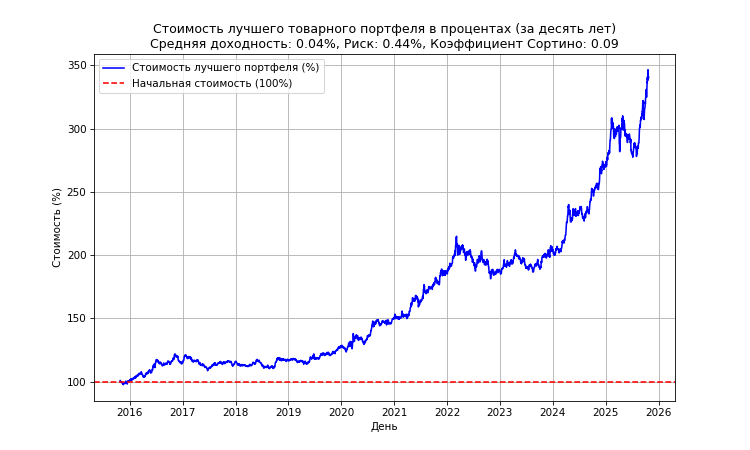 Стоимость лучшего товарного портфеля в процентах (за десять лет)
Средняя доходность: 0.04%, Риск: 0.44%, Коэффициент Сортино: 0.09
Стоимость лучшего портфеля (%)
Начальная стоимость (100%)
350
300
250
200
150
100
Стоимость (%)
2016 2017 2018 2019 2020 2021 2022 2023 2024 2025 2026
День